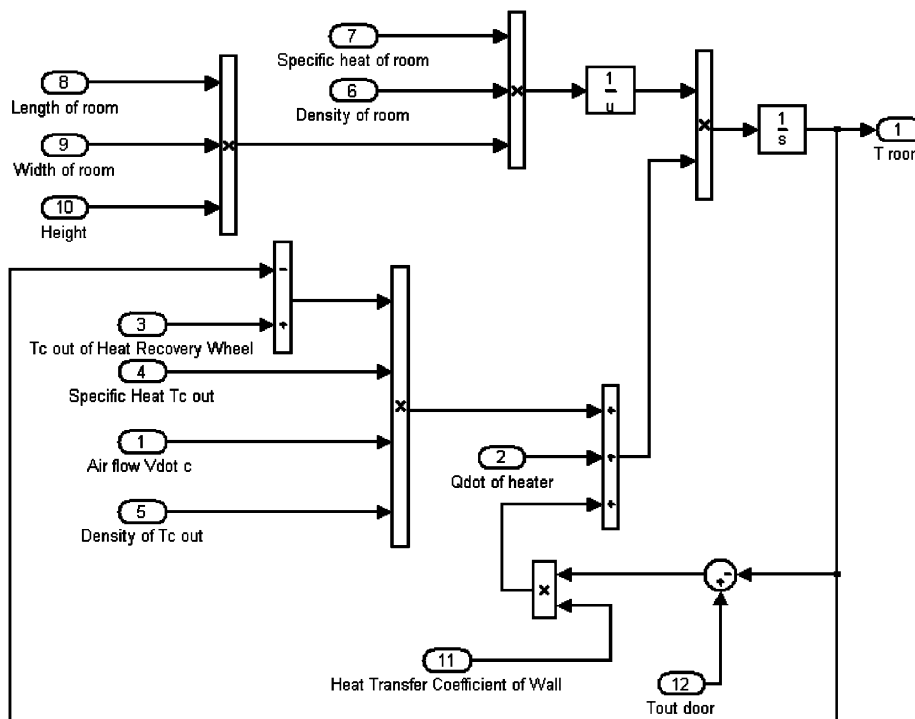 7
Specific heat of room
8
Length of room
6
Density of room
1
u
1
s
1
T room
9
Width of room
×
×
×
10
Height
-
+
3
Tc out of Heat Recovery Wheel
4
Specific Heat Tc out
×
1
Air flow Vdot c
2
Qdot of heater
+
+
+
5
Density of Tc out
×
-
+
11
Heat Transfer Coefficient of Wall
12
Tout door